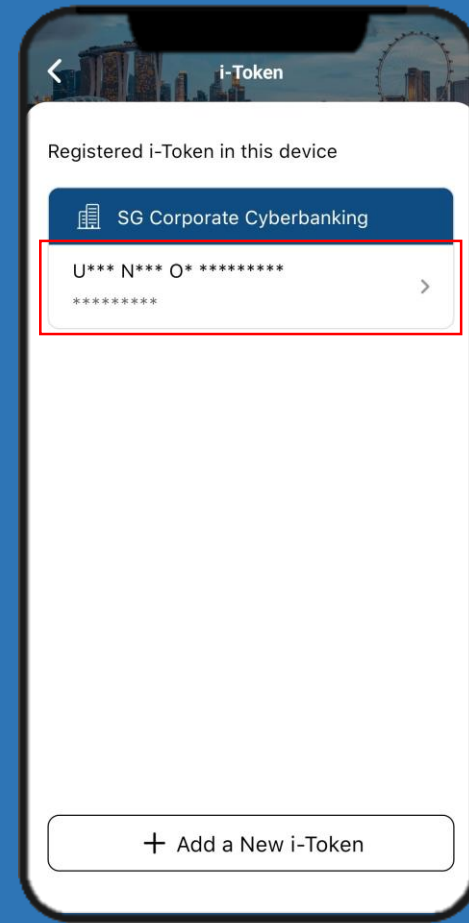 i-Token
Registered i-Token in this device
SG Corporate Cyberbanking
U*** N*** O* *********
*********
+ Add a New i-Token